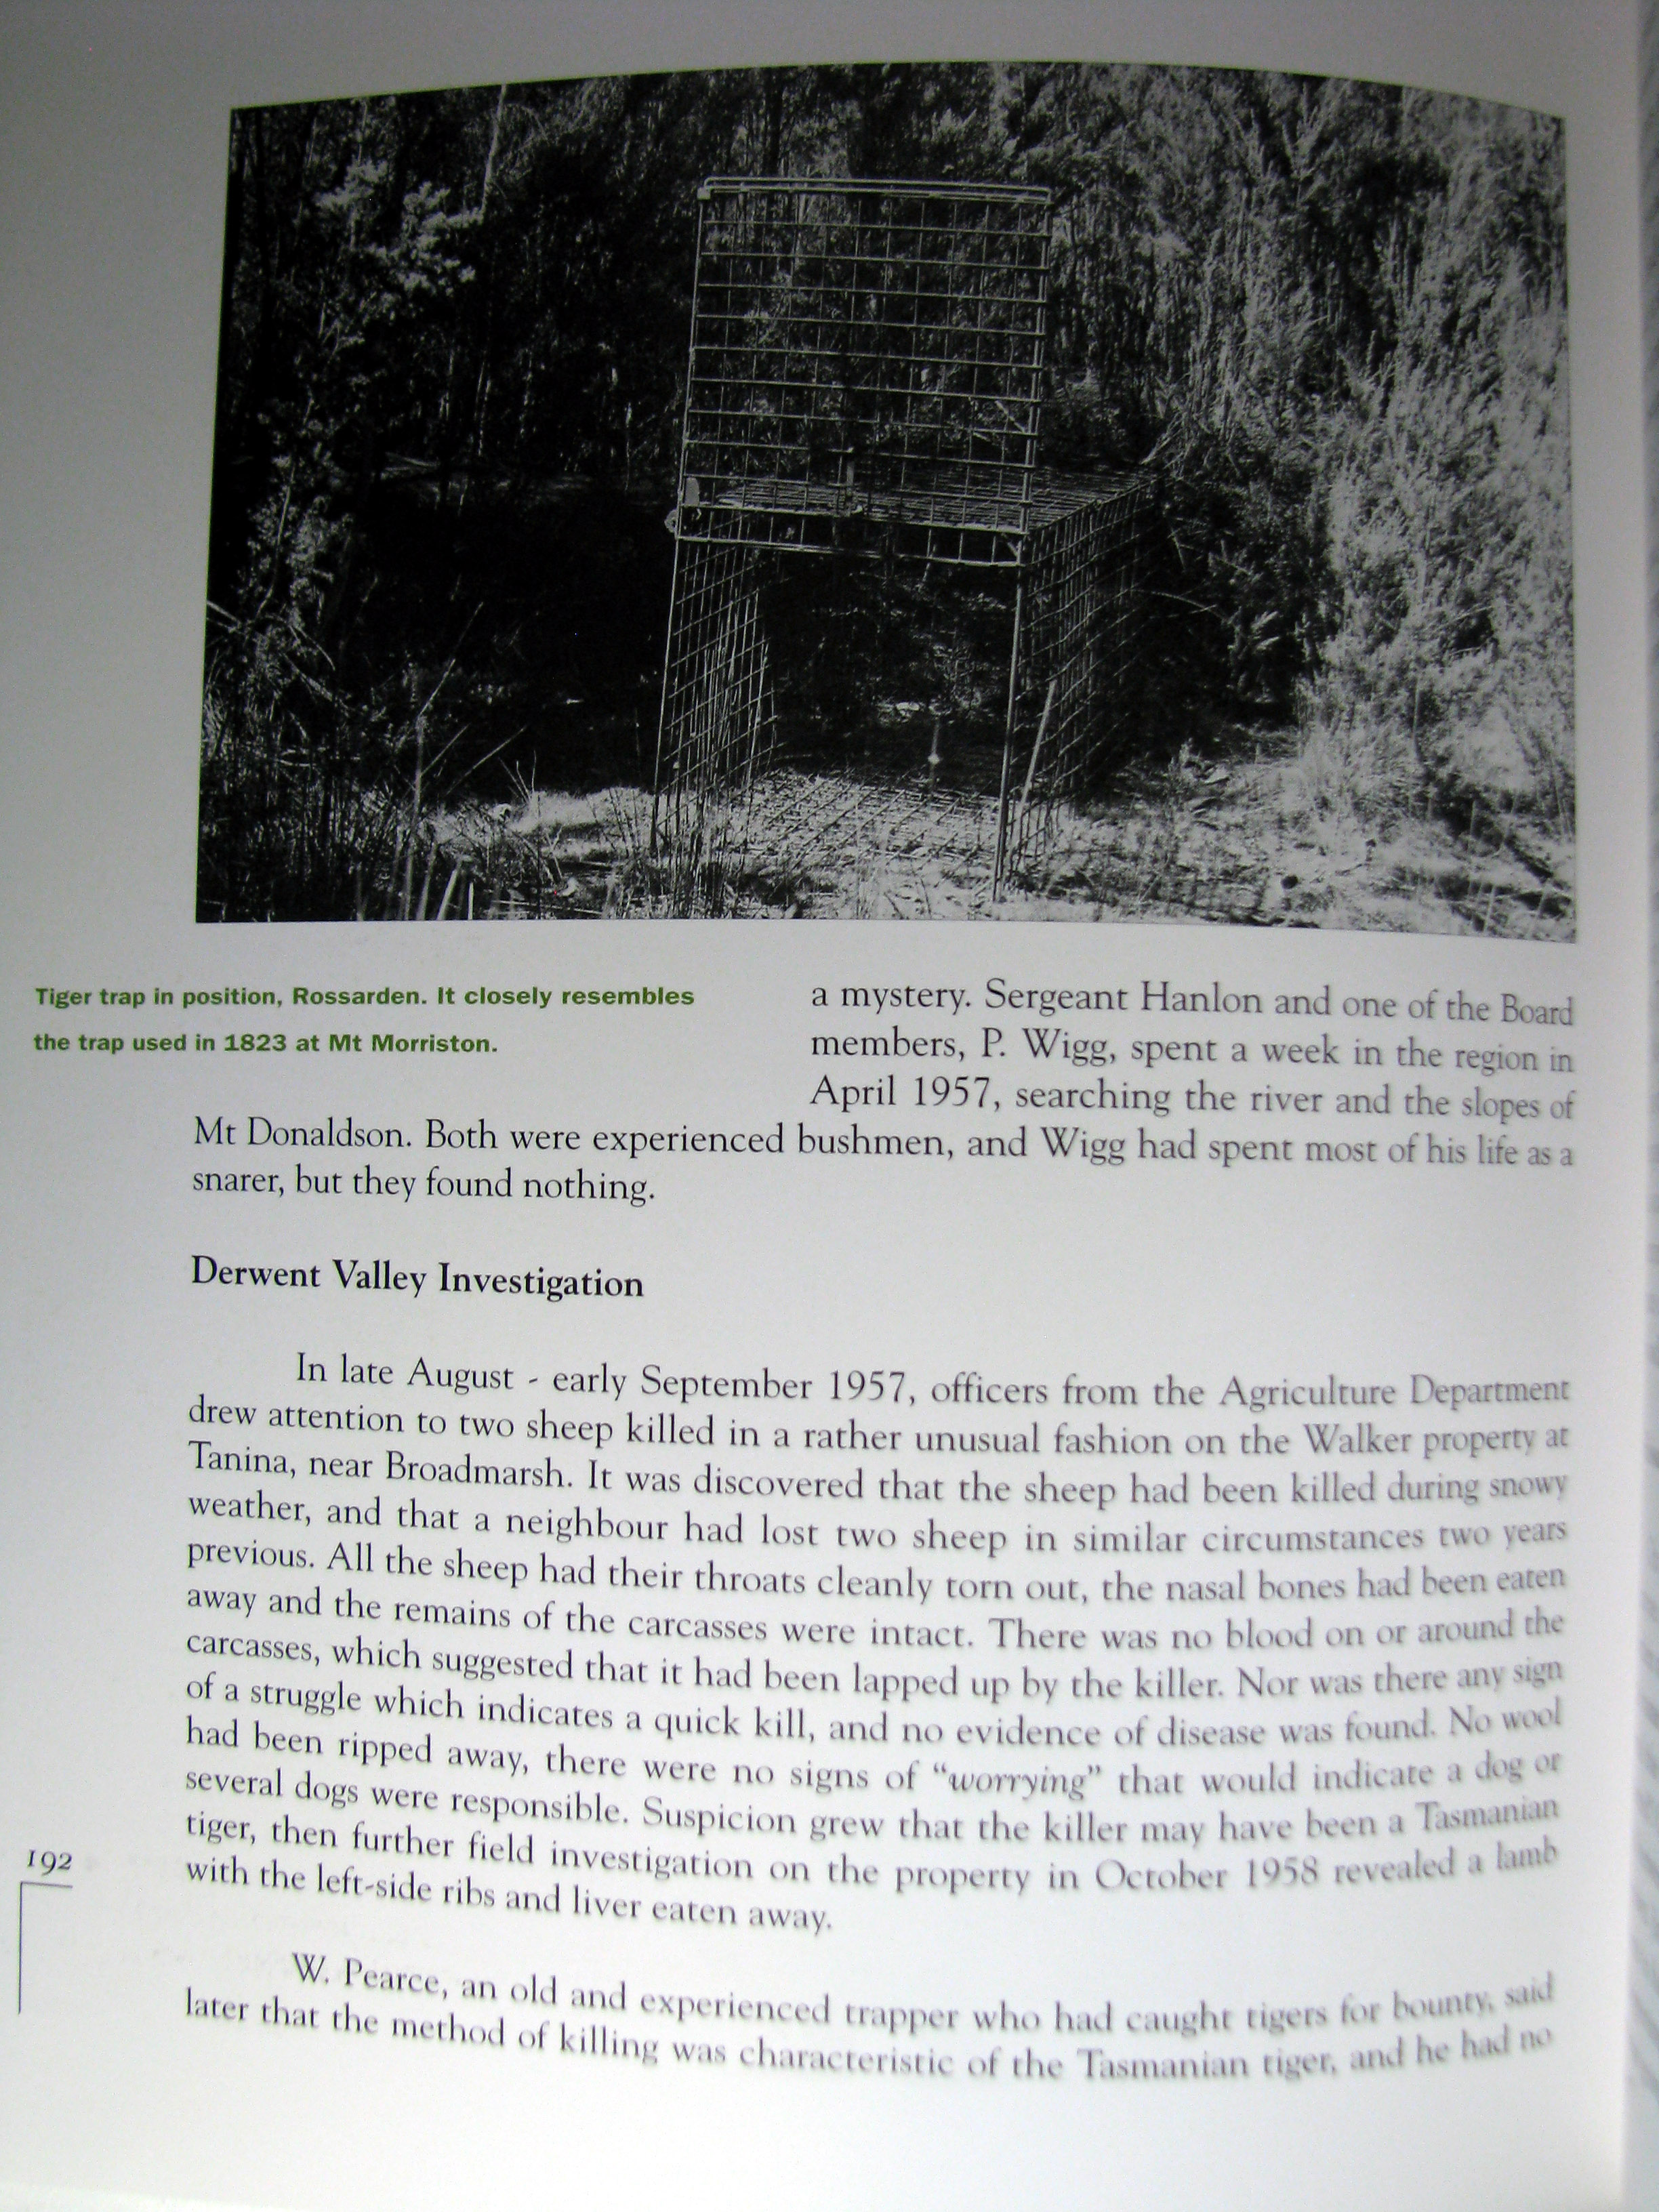 Tiger trap in position, Rossarden. It closely resembles
the trap used in 1823 at Mt Morriston.
a mystery. Sergeant Hanlon and one of the Board
members, P. Wigg, spent a week in the region in
April 1957, searching the river and the slopes of
Mt Donaldson. Both were experienced bushmen, and Wigg had spent most of his life as a
snarer, but they found nothing.
Derwent Valley Investigation
In late August - early September 1957, officers from the Agriculture Department
drew attention to two sheep killed in a rather unusual fashion on the Walker property at
Tanina, near Broadmarsh. It was discovered that the sheep had been killed during snowy
weather, and that a neighbour had lost two sheep in similar circumstances two years
previous. All the sheep had their throats cleanly torn out, the nasal bones had been eaten
away and the remains of the carcasses were intact. There was no blood on or around the
carcasses, which suggested that it had been lapped up by the killer. Nor was there any sign
of a struggle which indicates a quick kill, and no evidence of disease was found. No wool
had been ripped away, there were no signs of “worrying” that would indicate a dog or
several dogs were responsible. Suspicion grew that the killer may have been a Tasmanian
tiger, then further field investigation on the property in October 1958 revealed a lamb
with the left-side ribs and liver eaten away.
W. Pearce, an old and experienced trapper who had caught tigers for bounty, said
later that the method of killing was characteristic of the Tasmanian tiger, and he had no
192